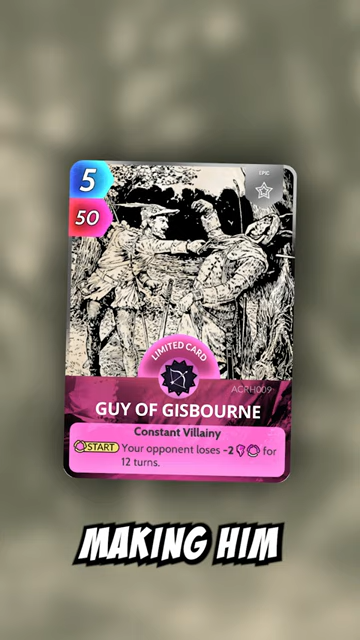 5
EPIC
50
LIMITED CARD
ACRH009
GUY OF GISBOURNE
Constant Villainy
START Your opponent loses -2 for
12 turns.
MAKING HIM